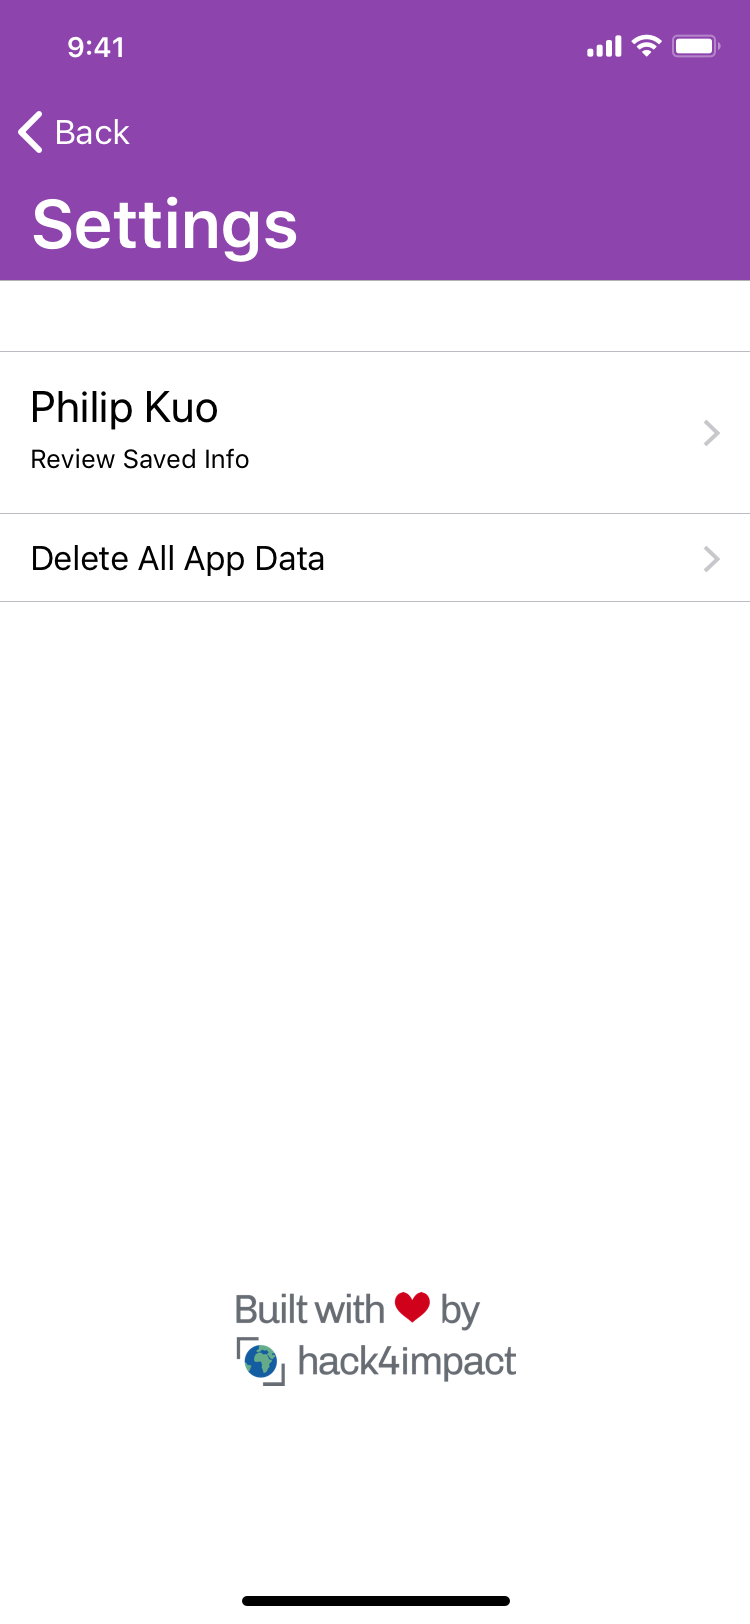 9:41
Back
Settings
Philip Kuo
Review Saved Info
Delete All App Data
Built with ❤ by
hack4impact